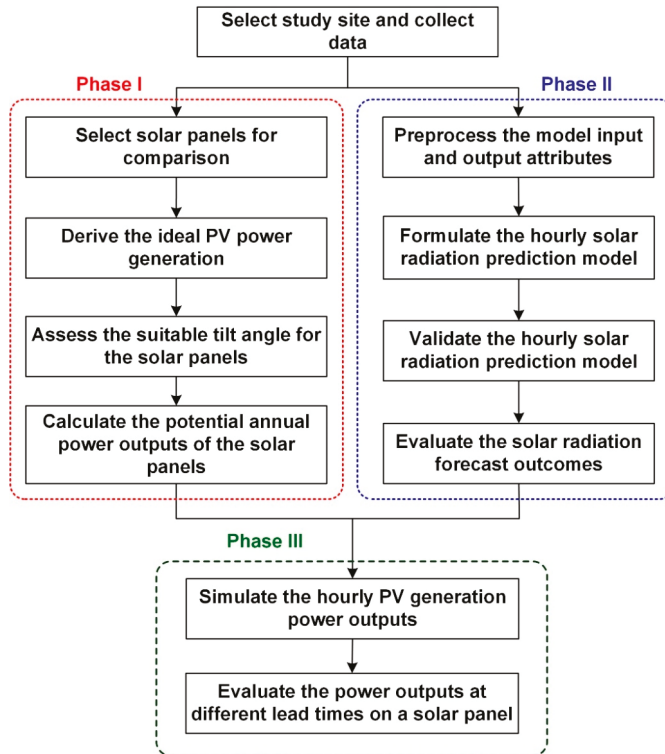 Select study site and collect
data
Phase I
Select solar panels for
comparison
Derive the ideal PV power
generation
Assess the suitable tilt angle for
the solar panels
Calculate the potential annual
power outputs of the solar
panels
Phase II
Preprocess the model input
and output attributes
Formulate the hourly solar
radiation prediction model
Validate the hourly solar
radiation prediction model
Evaluate the solar radiation
forecast outcomes
Phase III
Simulate the hourly PV generation
power outputs
Evaluate the power outputs at
different lead times on a solar panel